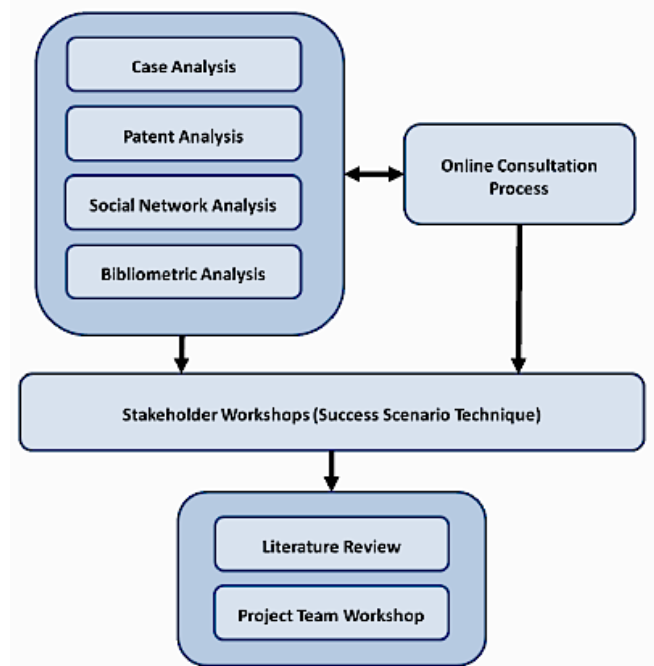 Case Analysis
Patent Analysis
Social Network Analysis
Bibliometric Analysis
Online Consultation
Process
Stakeholder Workshops (Success Scenario Technique)
Literature Review
Project Team Workshop